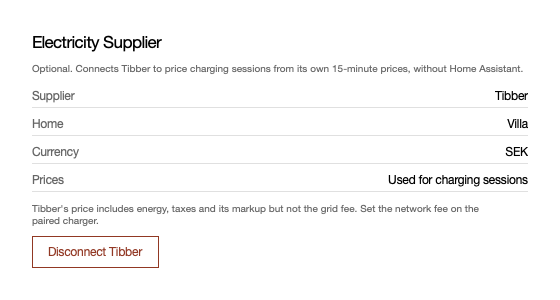 Electricity Supplier
Optional. Connects Tibber to price charging sessions from its own 15-minute prices, without Home Assistant.
Supplier Tibber
Home Villa
Currency SEK
Prices Used for charging sessions
Tibber's price includes energy, taxes and its markup but not the grid fee. Set the network fee on the
paired charger.
Disconnect Tibber